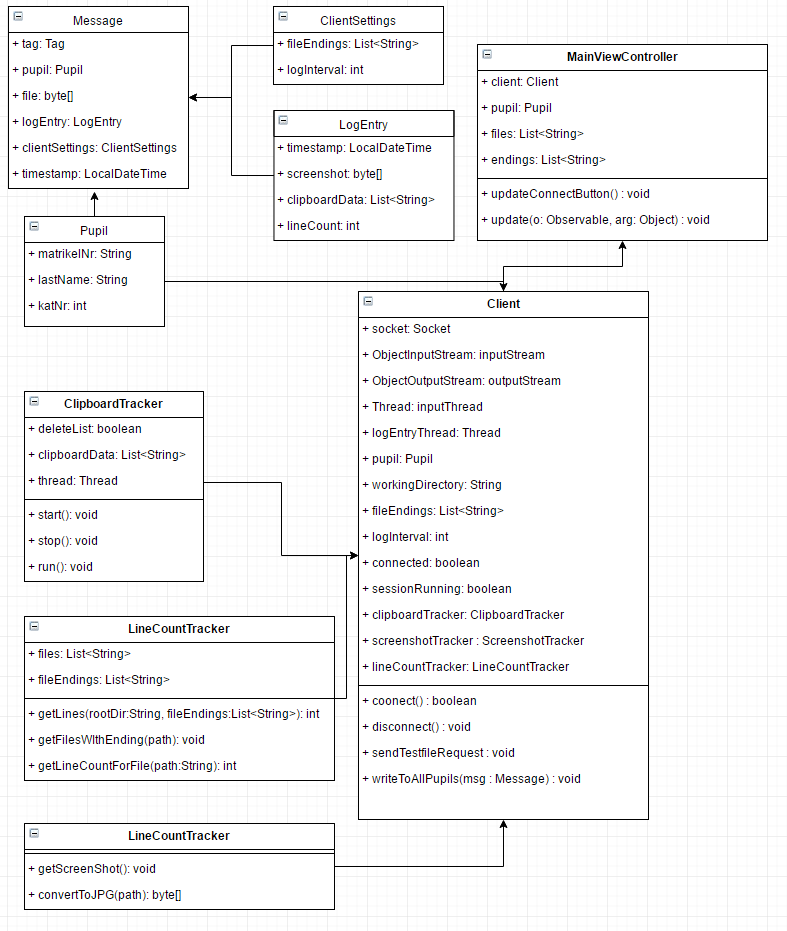 Message
+ tag: Tag
+ pupil: Pupil
+ file: byte[]
+ logEntry: LogEntry
+ clientSettings: ClientSettings
+ timestamp: LocalDateTime
ClientSettings
+ fileEndings: List<String>
+ logInterval: int
LogEntry
+ timestamp: LocalDateTime
+ screenshot: byte[]
+ clipboardData: List<String>
+ lineCount: int
MainViewController
+ client: Client
+ pupil: Pupil
+ files: List<String>
+ endings: List<String>
+ updateConnectButton() : void
+ update(o: Observable, arg: Object) : void
Pupil
+ matrikelNr: String
+ lastName: String
+ katNr: int
Client
+ socket: Socket
+ ObjectInputStream: inputStream
+ ObjectOutputStream: outputStream
+ Thread: inputThread
+ logEntryThread: Thread
+ pupil: Pupil
+ workingDirectory: String
+ fileEndings: List<String>
+ logInterval: int
+ connected: boolean
+ sessionRunning: boolean
+ clipboardTracker: ClipboardTracker
+ screenshotTracker : ScreenshotTracker
+ lineCountTracker: LineCountTracker
+ coonect() : boolean
+ disconnect() : void
+ sendTestfileRequest : void
+ writeToAllPupils(msg : Message) : void
ClipboardTracker
+ deleteList: boolean
+ clipboardData: List<String>
+ thread: Thread
+ start(): void
+ stop(): void
+ run(): void
LineCountTracker
+ files: List<String>
+ fileEndings: List<String>
+ getLines(rootDir:String, fileEndings:List<String>): int
+ getFilesWIthEnding(path): void
+ getLineCountForFile(path:String): int
LineCountTracker
+ getScreenShot(): void
+ convertToJPG(path): byte[]